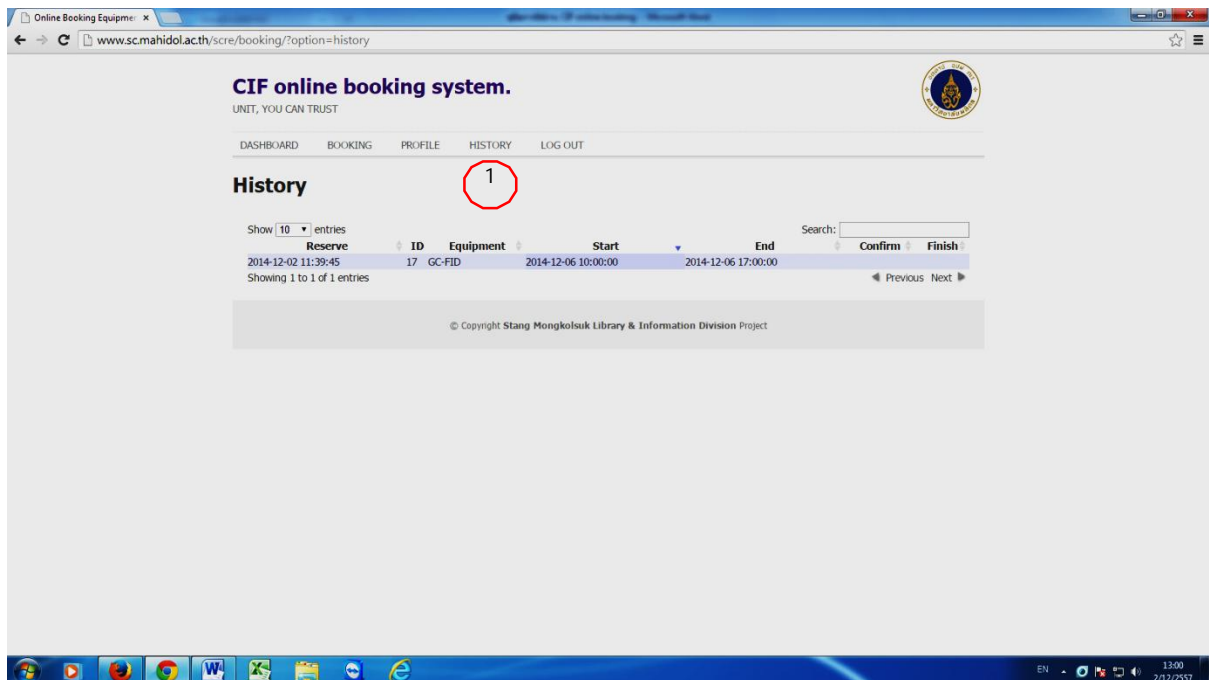 Online Booking Equipmer
www.sc.mahidol.ac.th/scre/booking/?option=history
CIF online booking system.
UNIT, YOU CAN TRUST
DASHBOARD BOOKING PROFILE HISTORY LOG OUT
1
History
Show 10 entries Search:
Reserve ID Equipment Start End Confirm Finish
2014-12-02 11:39:45 17 GC-FID 2014-12-06 10:00:00 2014-12-06 17:00:00
Showing 1 to 1 of 1 entries Previous Next
© Copyright Stang Mongkolsuk Library & Information Division Project
EN 13:00
2/12/2557